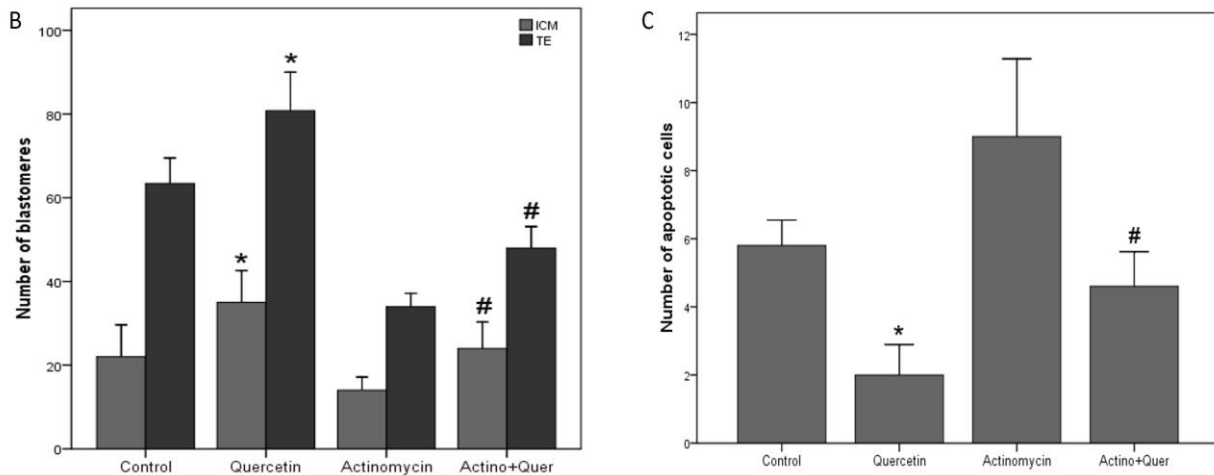 B
ICM
TE
Number of blastomeres
100
80
60
40
20
0
*
*
#
#
Control Quercetin Actinomycin Actino+Quer
C
Number of apoptotic cells
12
10
8
6
4
2
0
*
#
Control Quercetin Actinomycin Actino+Quer